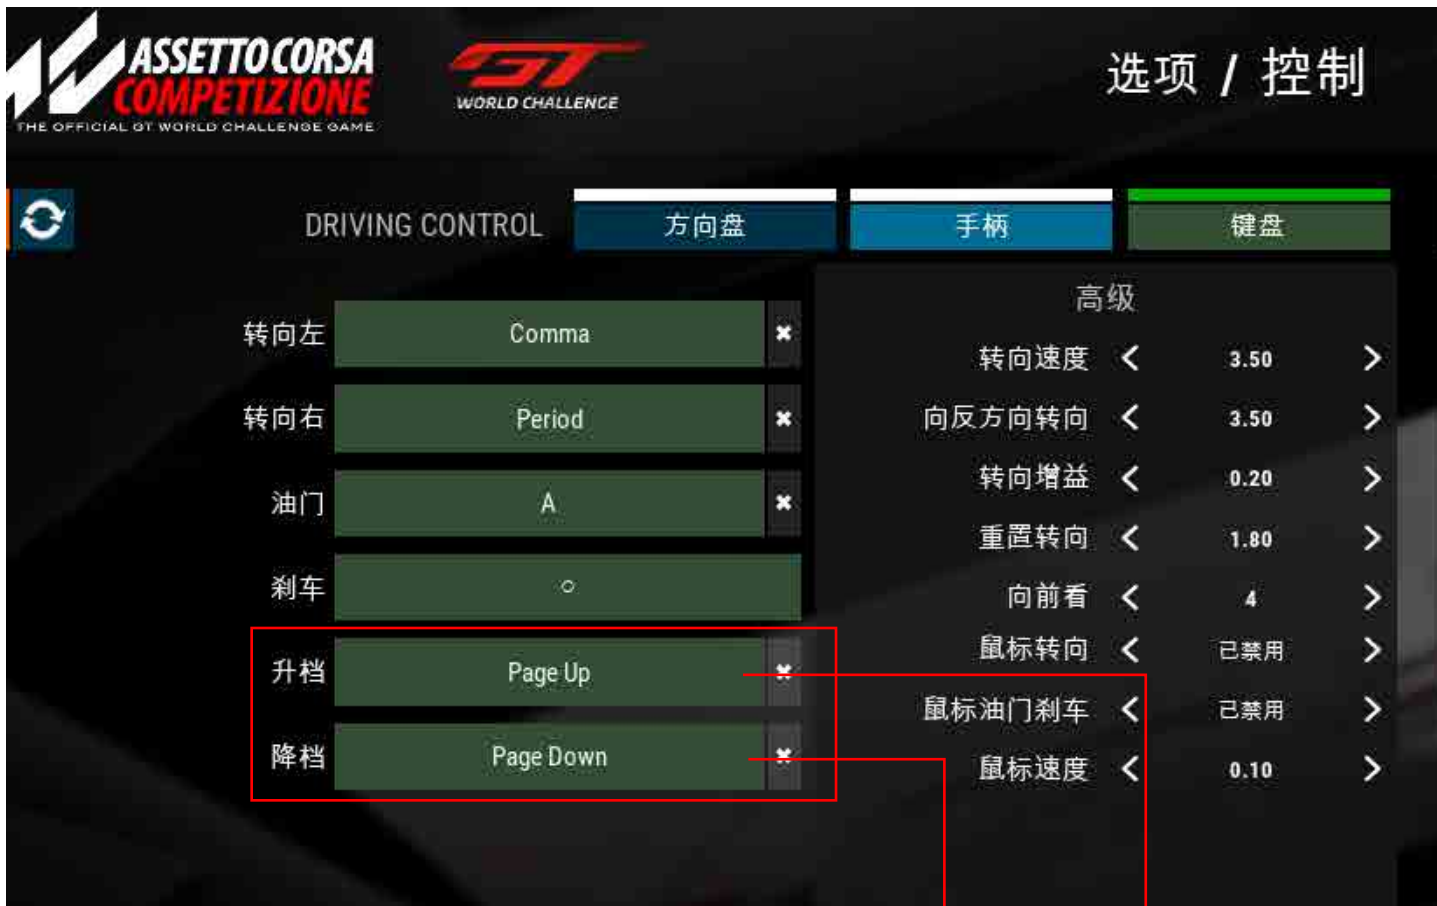 ASSETTO CORSA
COMPETIZIONE
THE OFFICIAL GT WORLD CHALLENGE GAME
GT
WORLD CHALLENGE
选项 / 控制
DRIVING CONTROL
方向盘
手柄
键盘
转向左 Comma
转向右 Period
油门 A
刹车
升档 Page Up
降档 Page Down
高级
转向速度 3.50
向反方向转向 3.50
转向增益 0.20
重置转向 1.80
向前看 4
鼠标转向 已禁用
鼠标油门刹车 已禁用
鼠标速度 0.10